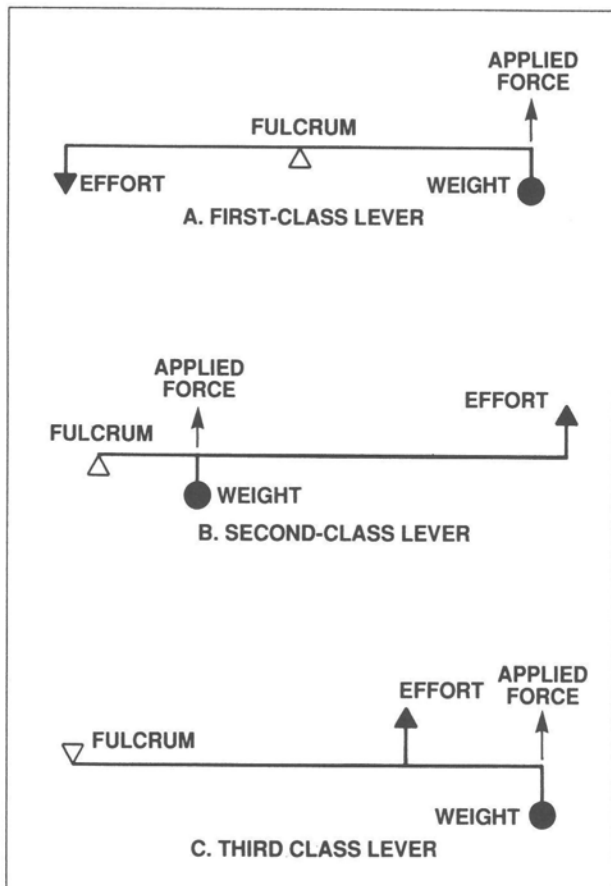 APPLIED
FORCE
FULCRUM
EFFORT
WEIGHT
A. FIRST-CLASS LEVER
APPLIED
FORCE
EFFORT
FULCRUM
WEIGHT
B. SECOND-CLASS LEVER
EFFORT
APPLIED
FORCE
FULCRUM
WEIGHT
C. THIRD CLASS LEVER